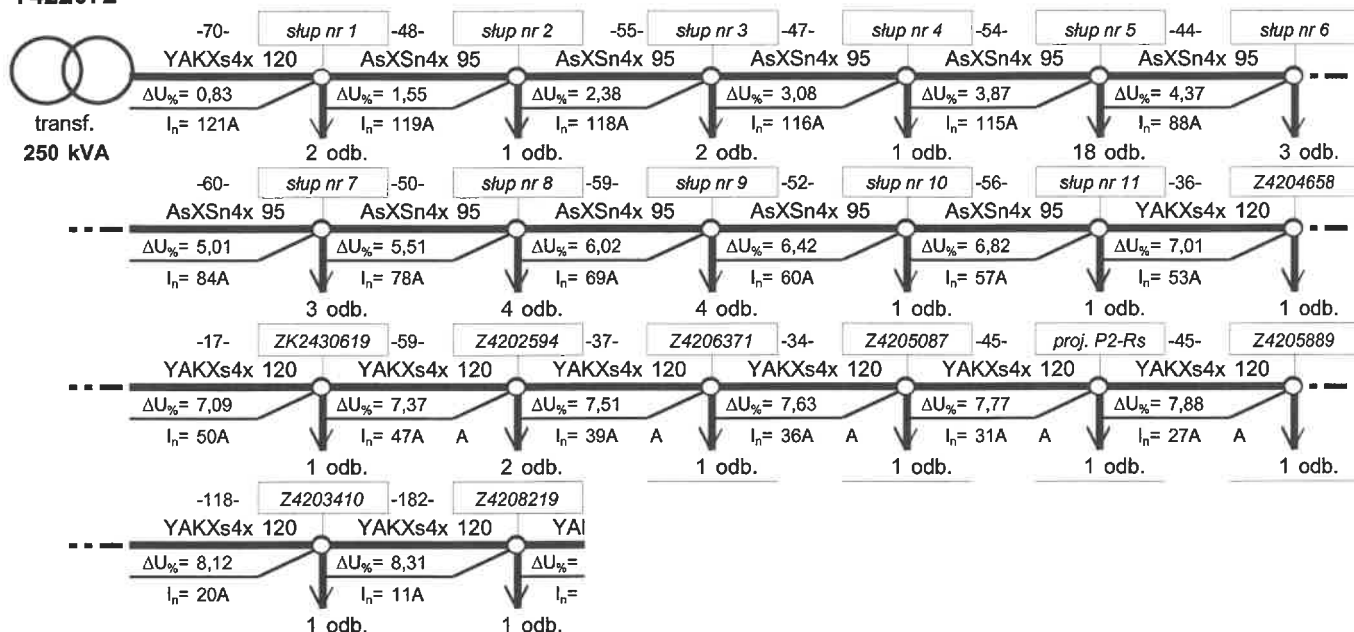 -70- słup nr 1 -48- słup nr 2 -55- słup nr 3 -47- słup nr 4 -54- słup nr 5 -44- słup nr 6
YAKXs4x 120 AsXSn4x 95 AsXSn4x 95 AsXSn4x 95 AsXSn4x 95 AsXSn4x 95
ΔU%= 0,83 ΔU%= 1,55 ΔU%= 2,38 ΔU%= 3,08 ΔU%= 3,87 ΔU%= 4,37
transf. In= 121A In= 119A In= 118A In= 116A In= 115A In= 88A
250 kVA 2 odb. 1 odb. 2 odb. 1 odb. 18 odb. 3 odb.
-60- słup nr 7 -50- słup nr 8 -59- słup nr 9 -52- słup nr 10 -56- słup nr 11 -36- Z4204658
AsXSn4x 95 AsXSn4x 95 AsXSn4x 95 AsXSn4x 95 AsXSn4x 95 YAKXs4x 120
ΔU%= 5,01 ΔU%= 5,51 ΔU%= 6,02 ΔU%= 6,42 ΔU%= 6,82 ΔU%= 7,01
In= 84A In= 78A In= 69A In= 60A In= 57A In= 53A
3 odb. 4 odb. 4 odb. 1 odb. 1 odb. 1 odb.
-17- ZK2430619 -59- Z4202594 -37- Z4206371 -34- Z4205087 -45- proj. P2-Rs -45- Z4205889
YAKXs4x 120 YAKXs4x 120 YAKXs4x 120 YAKXs4x 120 YAKXs4x 120 YAKXs4x 120
ΔU%= 7,09 ΔU%= 7,37 ΔU%= 7,51 ΔU%= 7,63 ΔU%= 7,77 ΔU%= 7,88
In= 50A In= 47A A In= 39A A In= 36A A In= 31A A In= 27A A
1 odb. 2 odb. 1 odb. 1 odb. 1 odb. 1 odb.
-118- Z4203410 -182- Z4208219
YAKXs4x 120 YAKXs4x 120 YAI
ΔU%= 8,12 ΔU%= 8,31 ΔU%=
In= 20A In= 11A In=
1 odb. 1 odb.